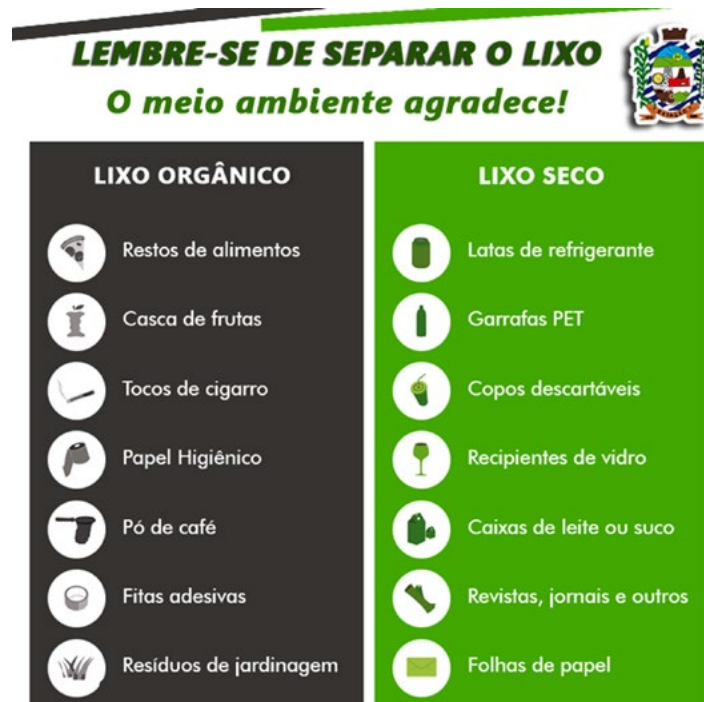 LEMBRE-SE DE SEPARAR O LIXO
O meio ambiente agradece!
LIXO ORGÂNICO
Restos de alimentos
Casca de frutas
Tocos de cigarro
Papel Higiênico
Pó de café
Fitas adesivas
Resíduos de jardinagem
LIXO SECO
Latas de refrigerante
Garrafas PET
Copos descartáveis
Recipientes de vidro
Caixas de leite ou suco
Revistas, jornais e outros
Folhas de papel